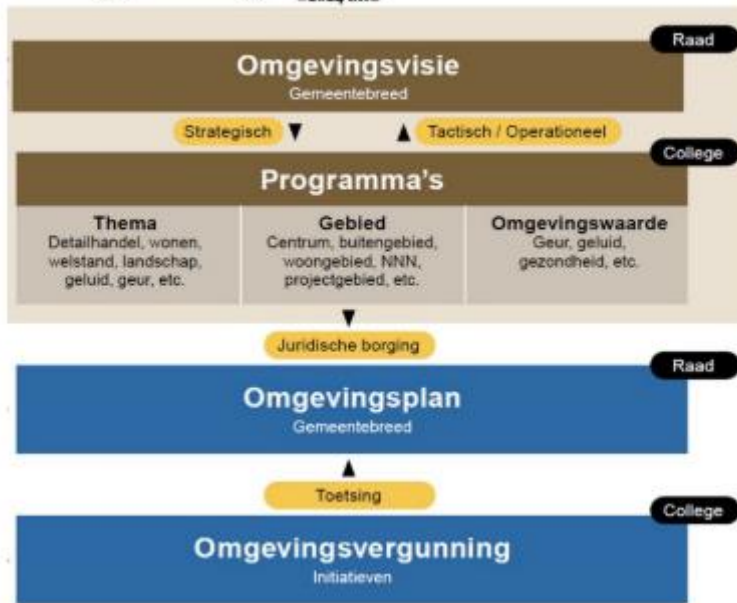 Raad
Omgevingsvisie
Gemeentebreed
Strategisch
Tactisch / Operationeel
College
Programma's
Thema
Detailhandel, wonen,
welstand, landschap,
geluid, geur, etc.
Gebied
Centrum, buitengebied,
woongebied, NNN,
projectgebied, etc.
Omgevingswaarde
Geur, geluid,
gezondheid, etc.
Juridische borging
Raad
Omgevingsplan
Gemeentebreed
Toetsing
College
Omgevingsvergunning
Initiatieven